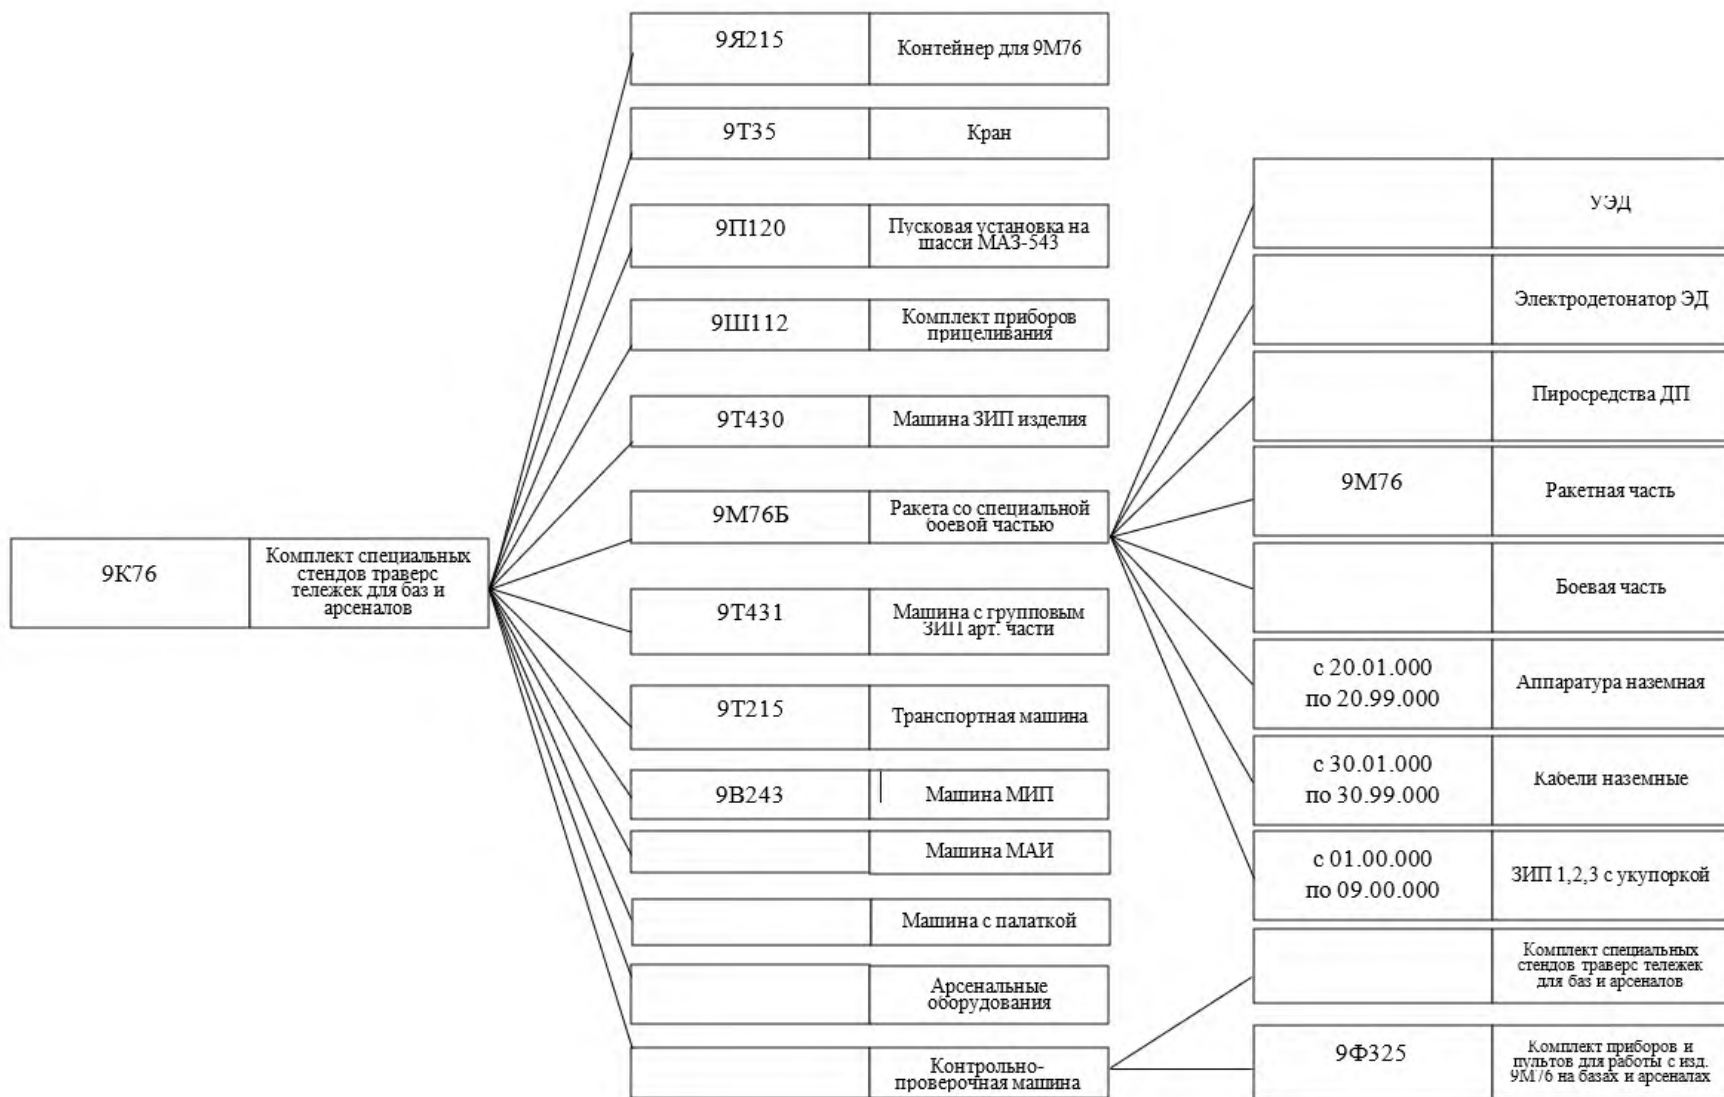 9К76
Комплект специальных
стендов траверс
тележек для баз и
арсеналов
9Я215
Контейнер для 9М76
9Т35
Кран
9П120
Пусковая установка на
шасси МАЗ-543
9Ш112
Комплект приборов
прицеливания
9Т430
Машина ЗИП изделия
9М76Б
Ракета со специальной
боевой частью
9Т431
Машина с групповым
ЗИП арт. части
9Т215
Транспортная машина
9В243
Машина МИП
Машина МАИ
Машина с палаткой
Арсенальные
оборудования
Контрольно-
проверочная машина
УЭД
Электродетонатор ЭД
Пиросредства ДП
9М76
Ракетная часть
Боевая часть
с 20.01.000
по 20.99.000
Аппаратура наземная
с 30.01.000
по 30.99.000
Кабели наземные
с 01.00.000
по 09.00.000
ЗИП 1,2,3 с укупоркой
Комплект специальных
стендов траверс тележек
для баз и арсеналов
9Ф325
Комплект приборов и
пультов для работы с изд.
9М76 на базах и арсеналах